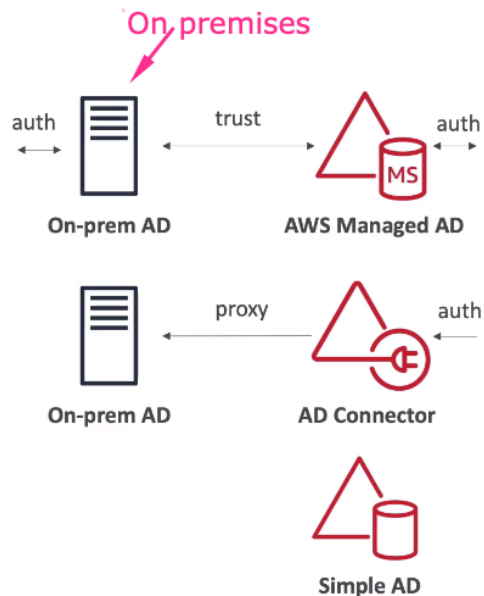 On premises
auth
trust
auth
MS
On-prem AD
AWS Managed AD
proxy
auth
On-prem AD
AD Connector
Simple AD